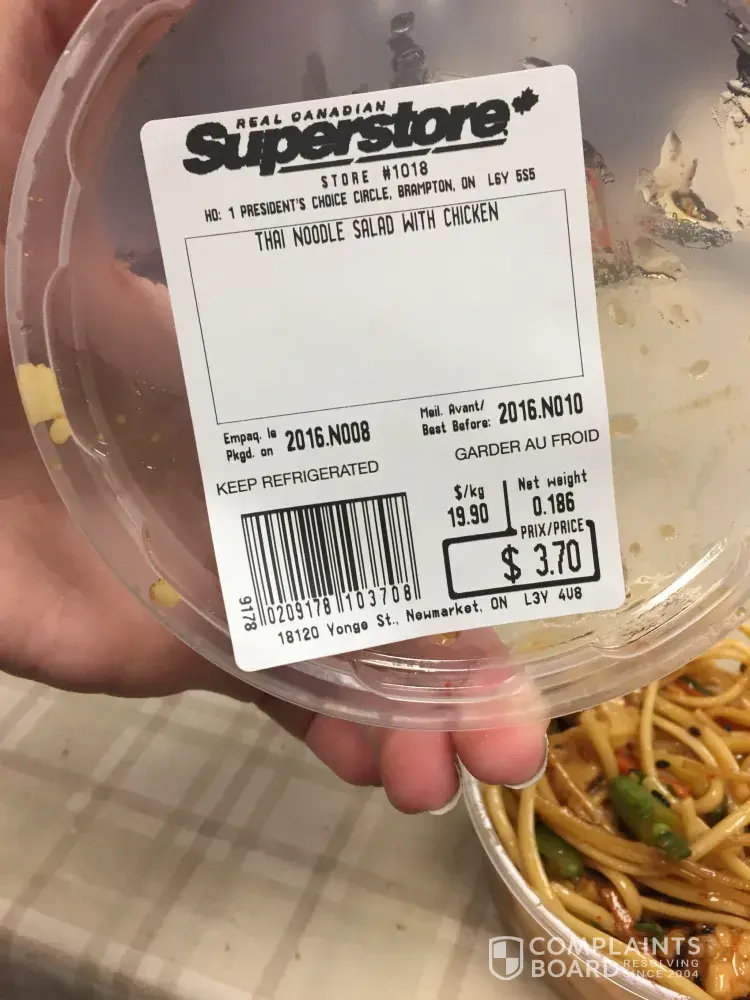 REAL CANADIAN
Superstore
STORE #1018
HO: 1 PRESIDENT'S CHOICE CIRCLE, BRAMPTON, ON L6Y 5S5
THAI NOODLE SALAD WITH CHICKEN
Empaq. le
Pkgd. on 2016.NO08
Meil. Avant/
Best Before: 2016.NO10
KEEP REFRIGERATED
GARDER AU FROID
$/kg
19.90
Net weight
0.186
PRIX/PRICE
$ 3.70
9178
0209178 103708
18120 Yonge St., Newmarket, ON L3Y 4V8
COMPLAINTS
BOARD RESOLVING
SINCE 2004